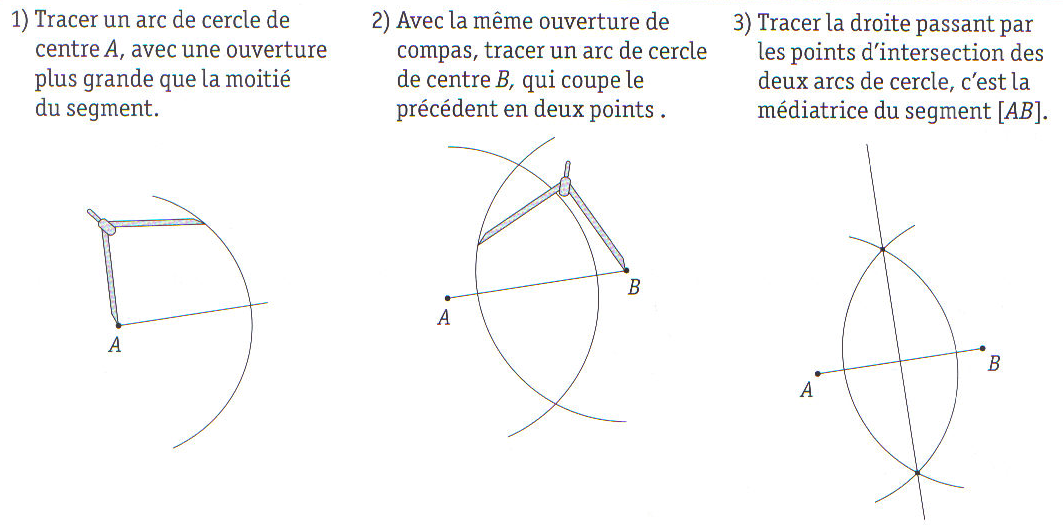 1) Tracer un arc de cercle de
centre A, avec une ouverture
plus grande que la moitié
du segment.
A
2) Avec la même ouverture de
compas, tracer un arc de cercle
de centre B, qui coupe le
précédent en deux points .
B
A
3) Tracer la droite passant par
les points d'intersection des
deux arcs de cercle, c'est la
médiatrice du segment [AB].
B
A